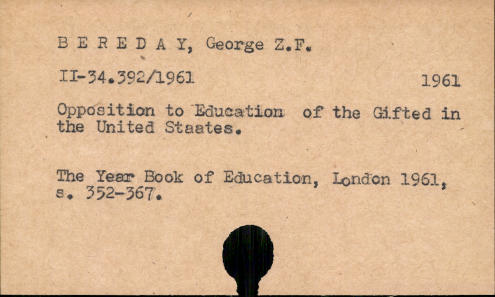 B E R E D A Y, George Z.F.
II-34.392/1961 1961
Opposition to Education of the Gifted in
the United Staates.
The Year Book of Education, London 1961,
s. 352-367.